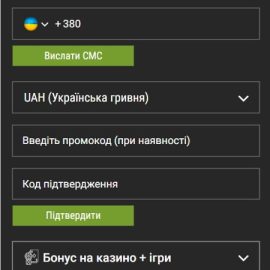 +380
Вислати СМС
UAH (Українська гривня)
Введіть промокод (при наявності)
Код підтвердження
Підтвердити
Бонус на казино + ігри